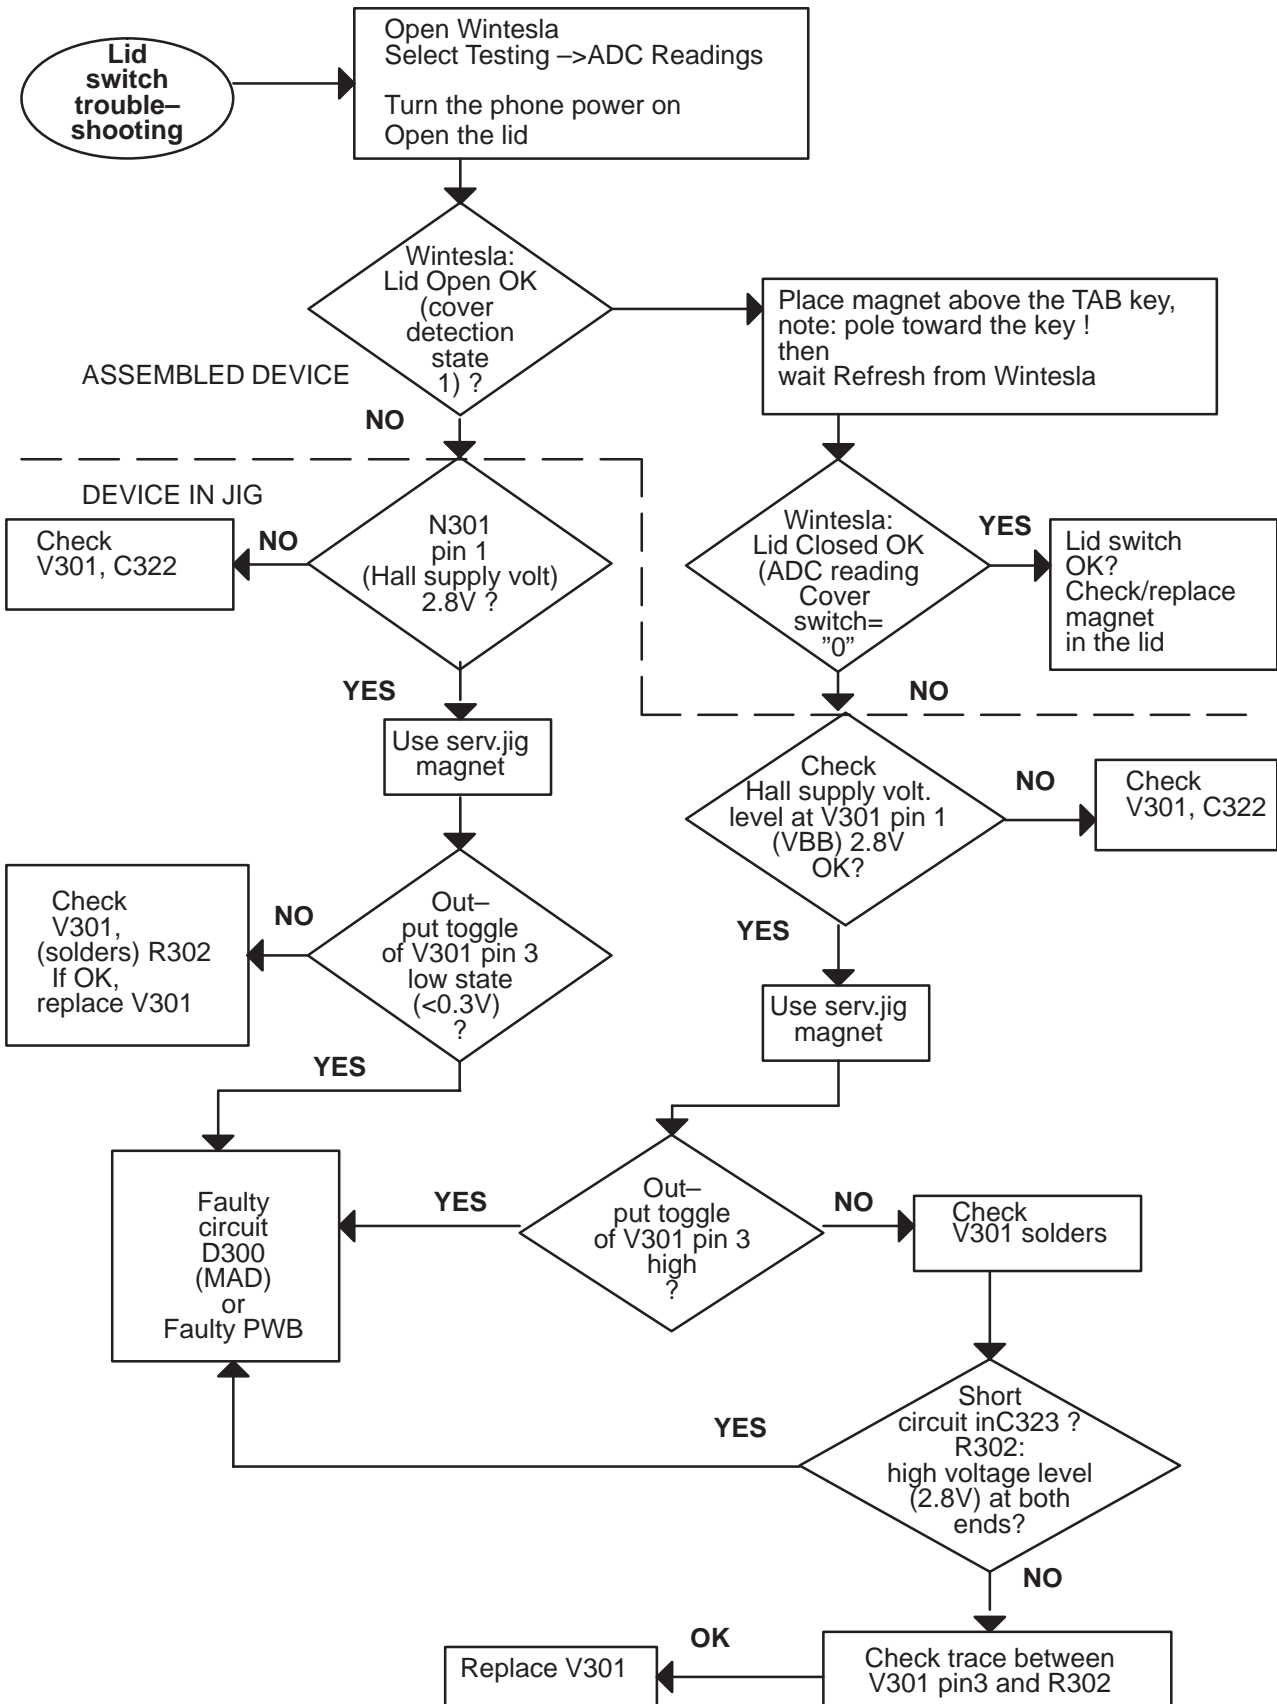 Lid
switch
trouble–
shooting
Open Wintesla
Select Testing –>ADC Readings
Turn the phone power on
Open the lid
Wintesla:
Lid Open OK
(cover
detection
state
1) ?
Place magnet above the TAB key,
note: pole toward the key !
then
wait Refresh from Wintesla
ASSEMBLED DEVICE
NO
DEVICE IN JIG
Check
V301, C322
NO
N301
pin 1
(Hall supply volt)
2.8V ?
Wintesla:
Lid Closed OK
(ADC reading
Cover
switch=
”0”
YES
Lid switch
OK?
Check/replace
magnet
in the lid
YES
NO
Use serv.jig
magnet
Check
Hall supply volt.
level at V301 pin 1
(VBB) 2.8V
OK?
NO
Check
V301, C322
Check
V301,
(solders) R302
If OK,
replace V301
NO
Out–
put toggle
of V301 pin 3
low state
(<0.3V)
?
YES
Use serv.jig
magnet
YES
Faulty
circuit
D300
(MAD)
or
Faulty PWB
YES
Out–
put toggle
of V301 pin 3
high
?
NO
Check
V301 solders
YES
Short
circuit inC323 ?
R302:
high voltage level
(2.8V) at both
ends?
NO
OK
Replace V301
Check trace between
V301 pin3 and R302